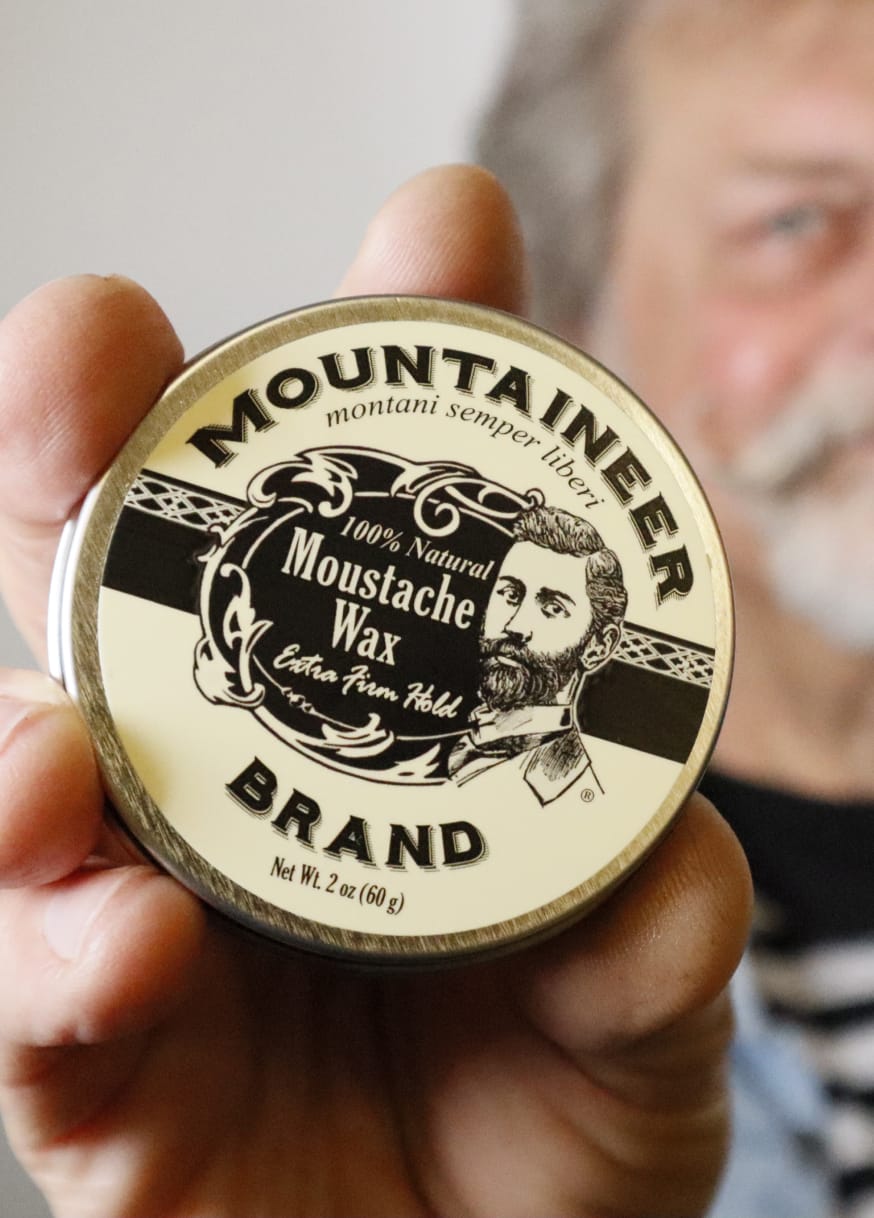 MOUNTAINEER
montani semper liberi
100% Natural
Moustache
Wax
Extra Firm Hold
®
BRAND
Net Wt. 2 oz (60 g)